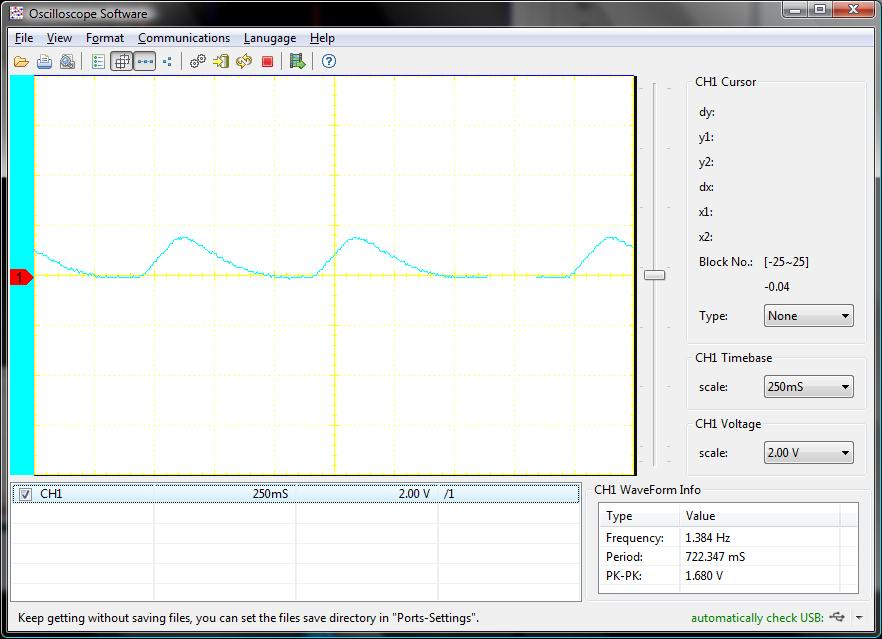 Oscilloscope Software
File View Format Communications Lanugage Help
CH1 Cursor
dy:
y1:
y2:
dx:
x1:
x2:
Block No.: [-25~25]
-0.04
Type: None
CH1 Timebase
scale: 250mS
CH1 Voltage
scale: 2.00 V
1
CH1 250mS 2.00 V /1
CH1 WaveForm Info
Type Value
Frequency: 1.384 Hz
Period: 722.347 mS
PK-PK: 1.680 V
Keep getting without saving files, you can set the files save directory in "Ports-Settings".
automatically check USB: